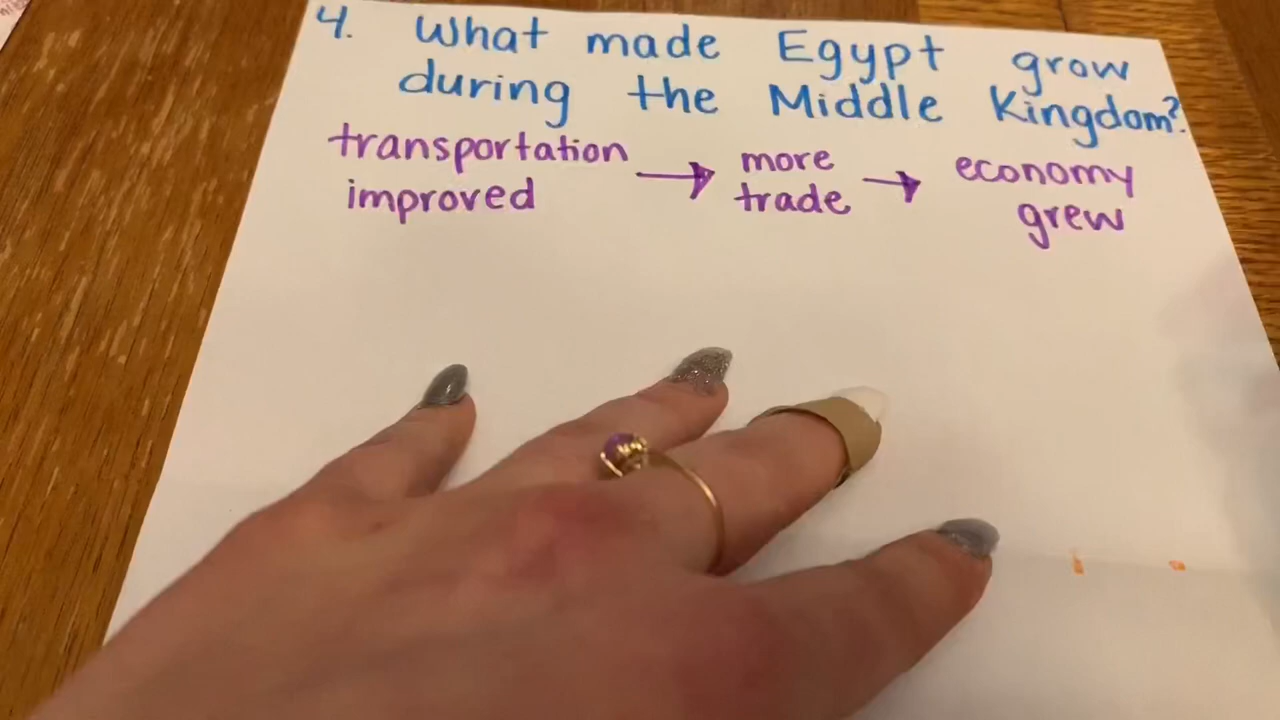 4. What made Egypt grow
during the Middle Kingdom?
transportation improved → more trade → economy grew